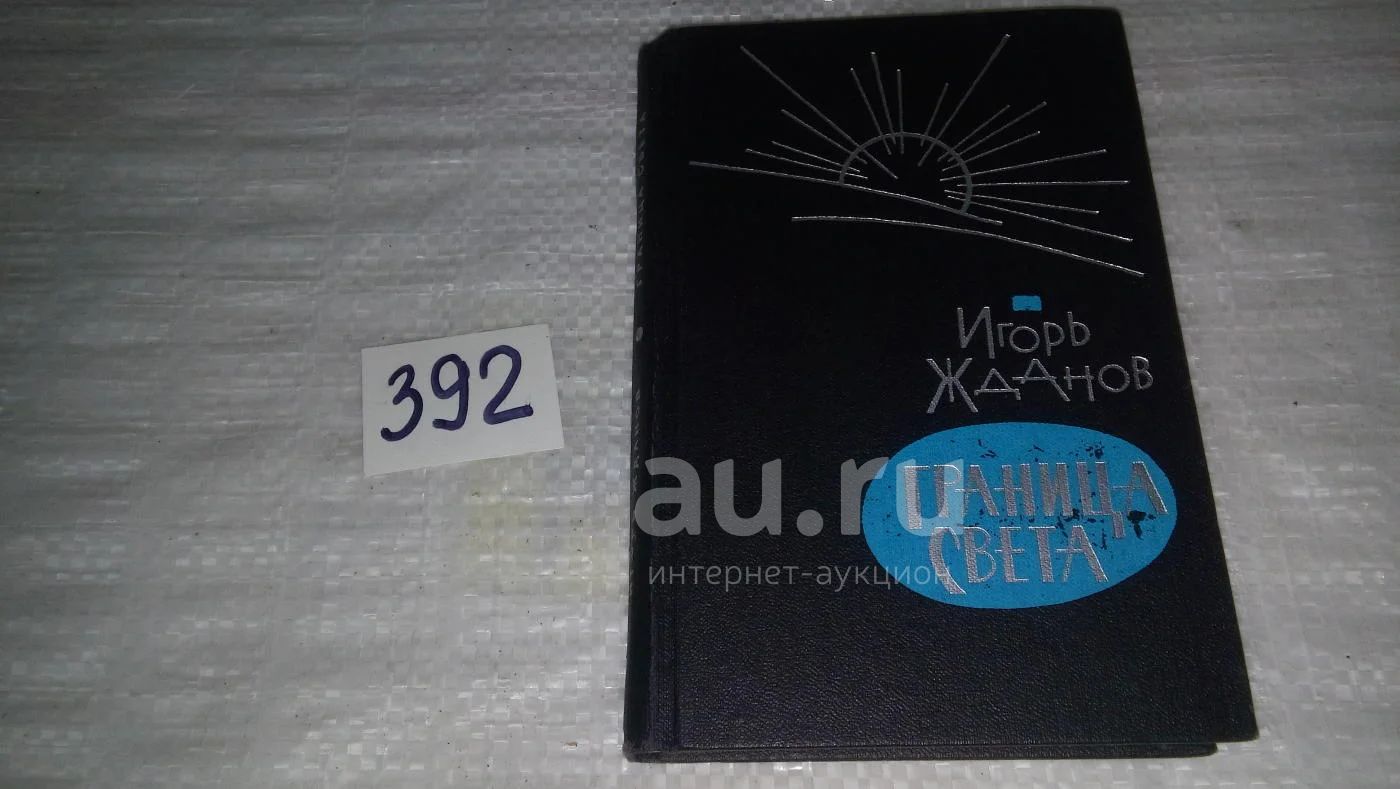 392
Игорь
Жданов
ГРАНИЦА
СВЕТА
au.ru
интернет-аукцион